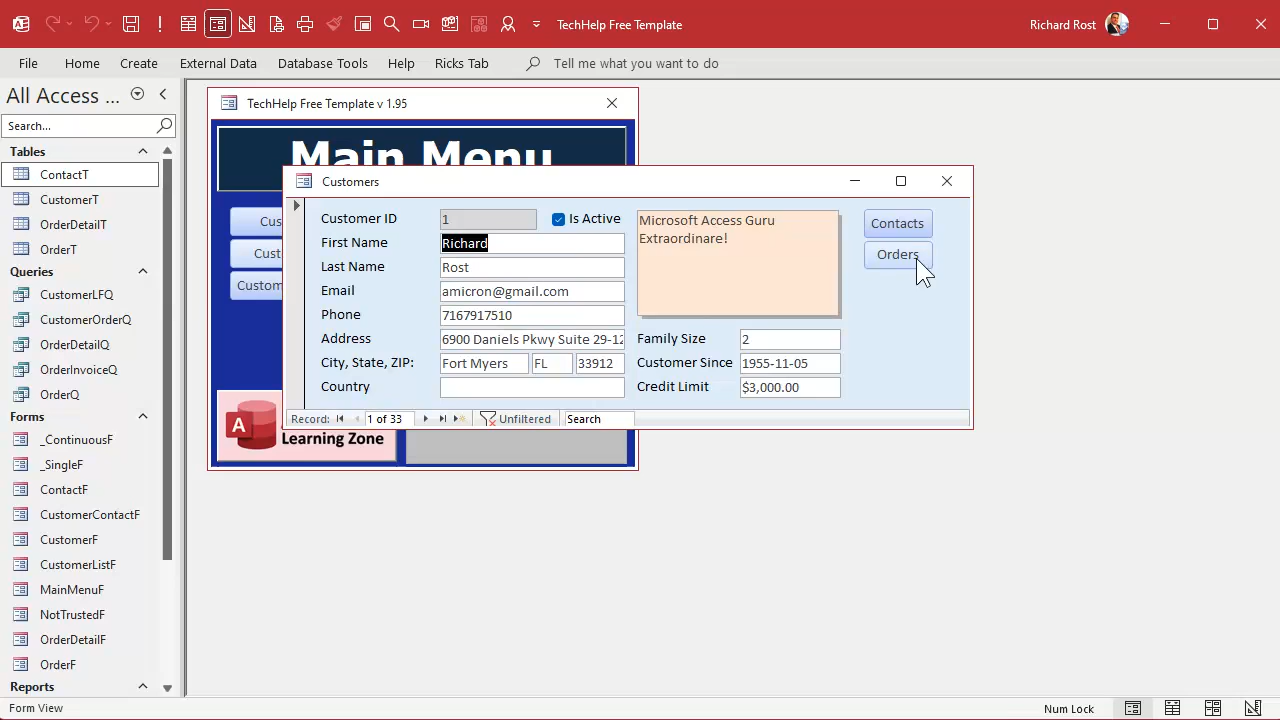 TechHelp Free Template
Richard Rost
File
Home
Create
External Data
Database Tools
Help
Ricks Tab
Tell me what you want to do
All Access ...
Search...
Tables
ContactT
CustomerT
OrderDetailT
OrderT
Queries
CustomerLFQ
CustomerOrderQ
OrderDetailQ
OrderInvoiceQ
OrderQ
Forms
_ContinuousF
_SingleF
ContactF
CustomerContactF
CustomerF
CustomerListF
MainMenuF
NotTrustedF
OrderDetailF
OrderF
Reports
TechHelp Free Template v 1.95
Main Menu
Cus
Cust
Custom
A
Learning Zone
Customers
Customer ID
1
Is Active
First Name
Richard
Last Name
Rost
Email
amicron@gmail.com
Phone
7167917510
Address
6900 Daniels Pkwy Suite 29-12
City, State, ZIP:
Fort Myers
FL
33912
Country
Microsoft Access Guru
Extraordinare!
Family Size
2
Customer Since
1955-11-05
Credit Limit
$3,000.00
Contacts
Orders
Record:
1 of 33
Unfiltered
Search
Form View
Num Lock